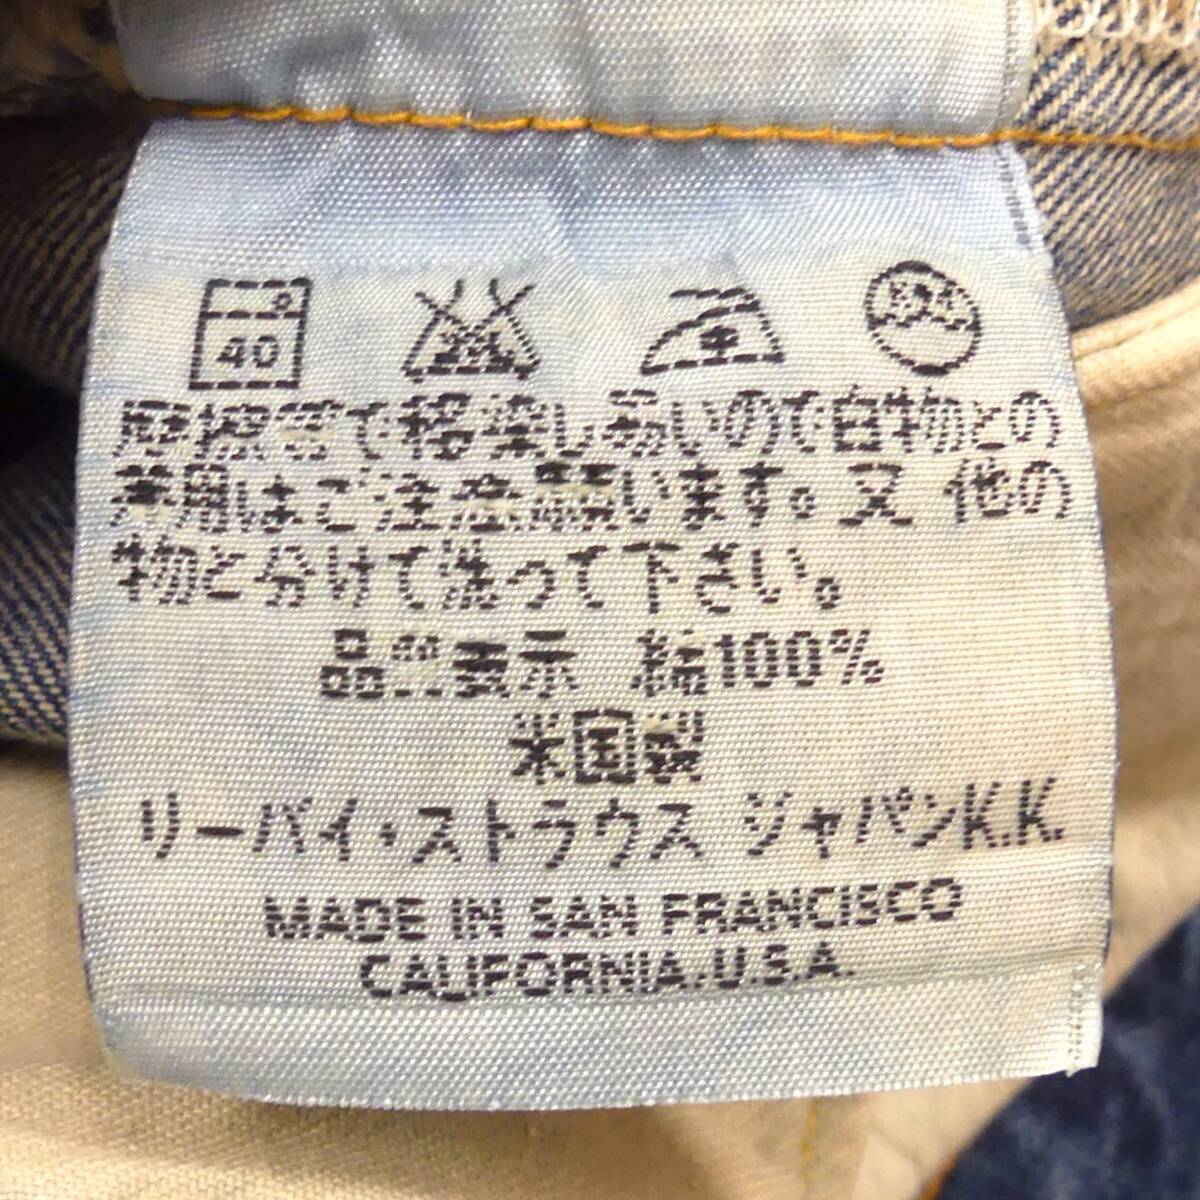 40
摩擦等で移染し易いので白物との
兼用はご注意願います。又 他の
物と分けて洗って下さい。
品質表示 綿100%
米国製
リーバイ・ストラウス ジャパンK.K.
MADE IN SAN FRANCISCO
CALIFORNIA.U.S.A.